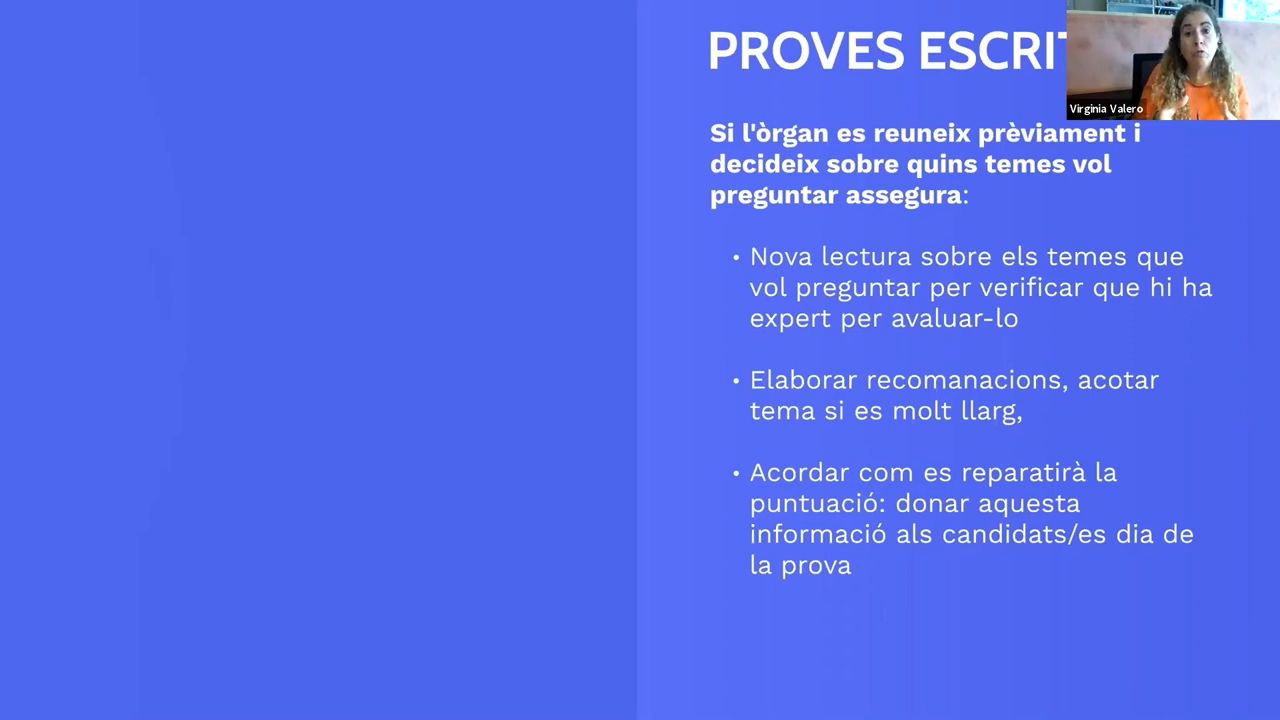 PROVES ESCRI
Virginia Valero
Si l'òrgan es reuneix prèviament i
decideix sobre quins temes vol
preguntar assegura:
• Nova lectura sobre els temes que
vol preguntar per verificar que hi ha
expert per avaluar-lo
• Elaborar recomanacions, acotar
tema si es molt llarg,
• Acordar com es reparatirà la
puntuació: donar aquesta
informació als candidats/es dia de
la prova